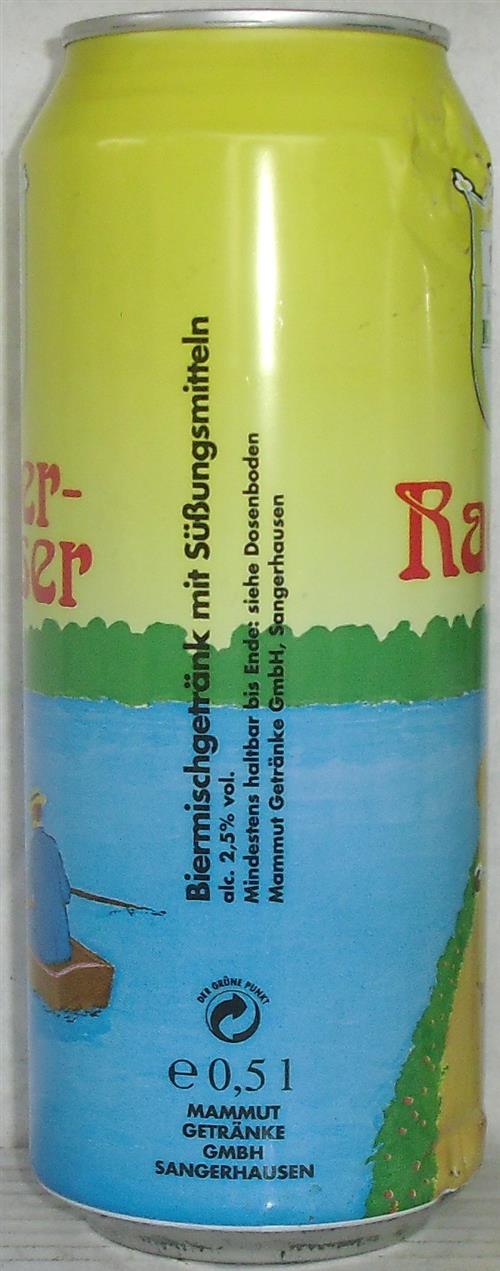 er-
ser
Ra
Biermischgetränk mit Süßungsmitteln
alc. 2,5% vol.
Mindestens haltbar bis Ende: siehe Dosenboden
Mammut Getränke GmbH, Sangerhausen
DER GRÜNE PUNKT
e 0,5 l
MAMMUT
GETRÄNKE
GMBH
SANGERHAUSEN